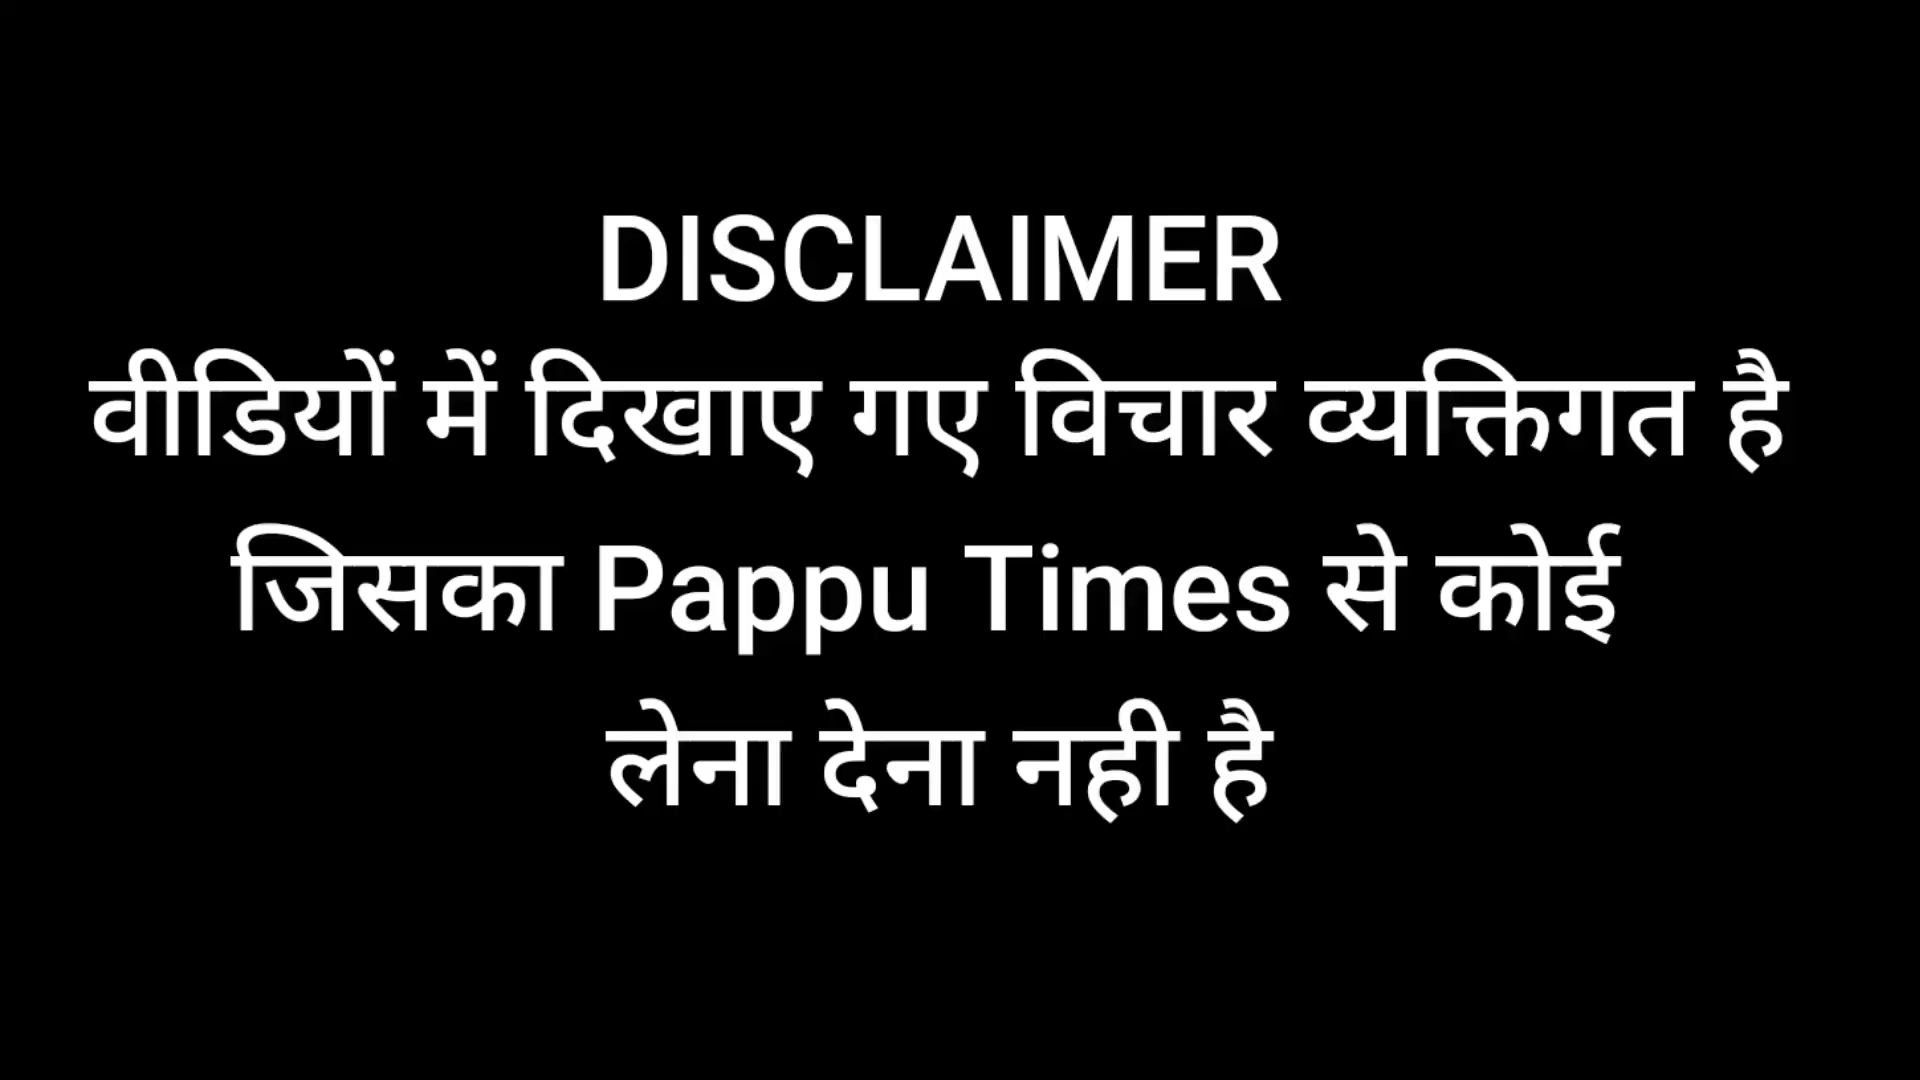 DISCLAIMER
वीडियों में दिखाए गए विचार व्यक्तिगत है
जिसका Pappu Times से कोई
लेना देना नही है